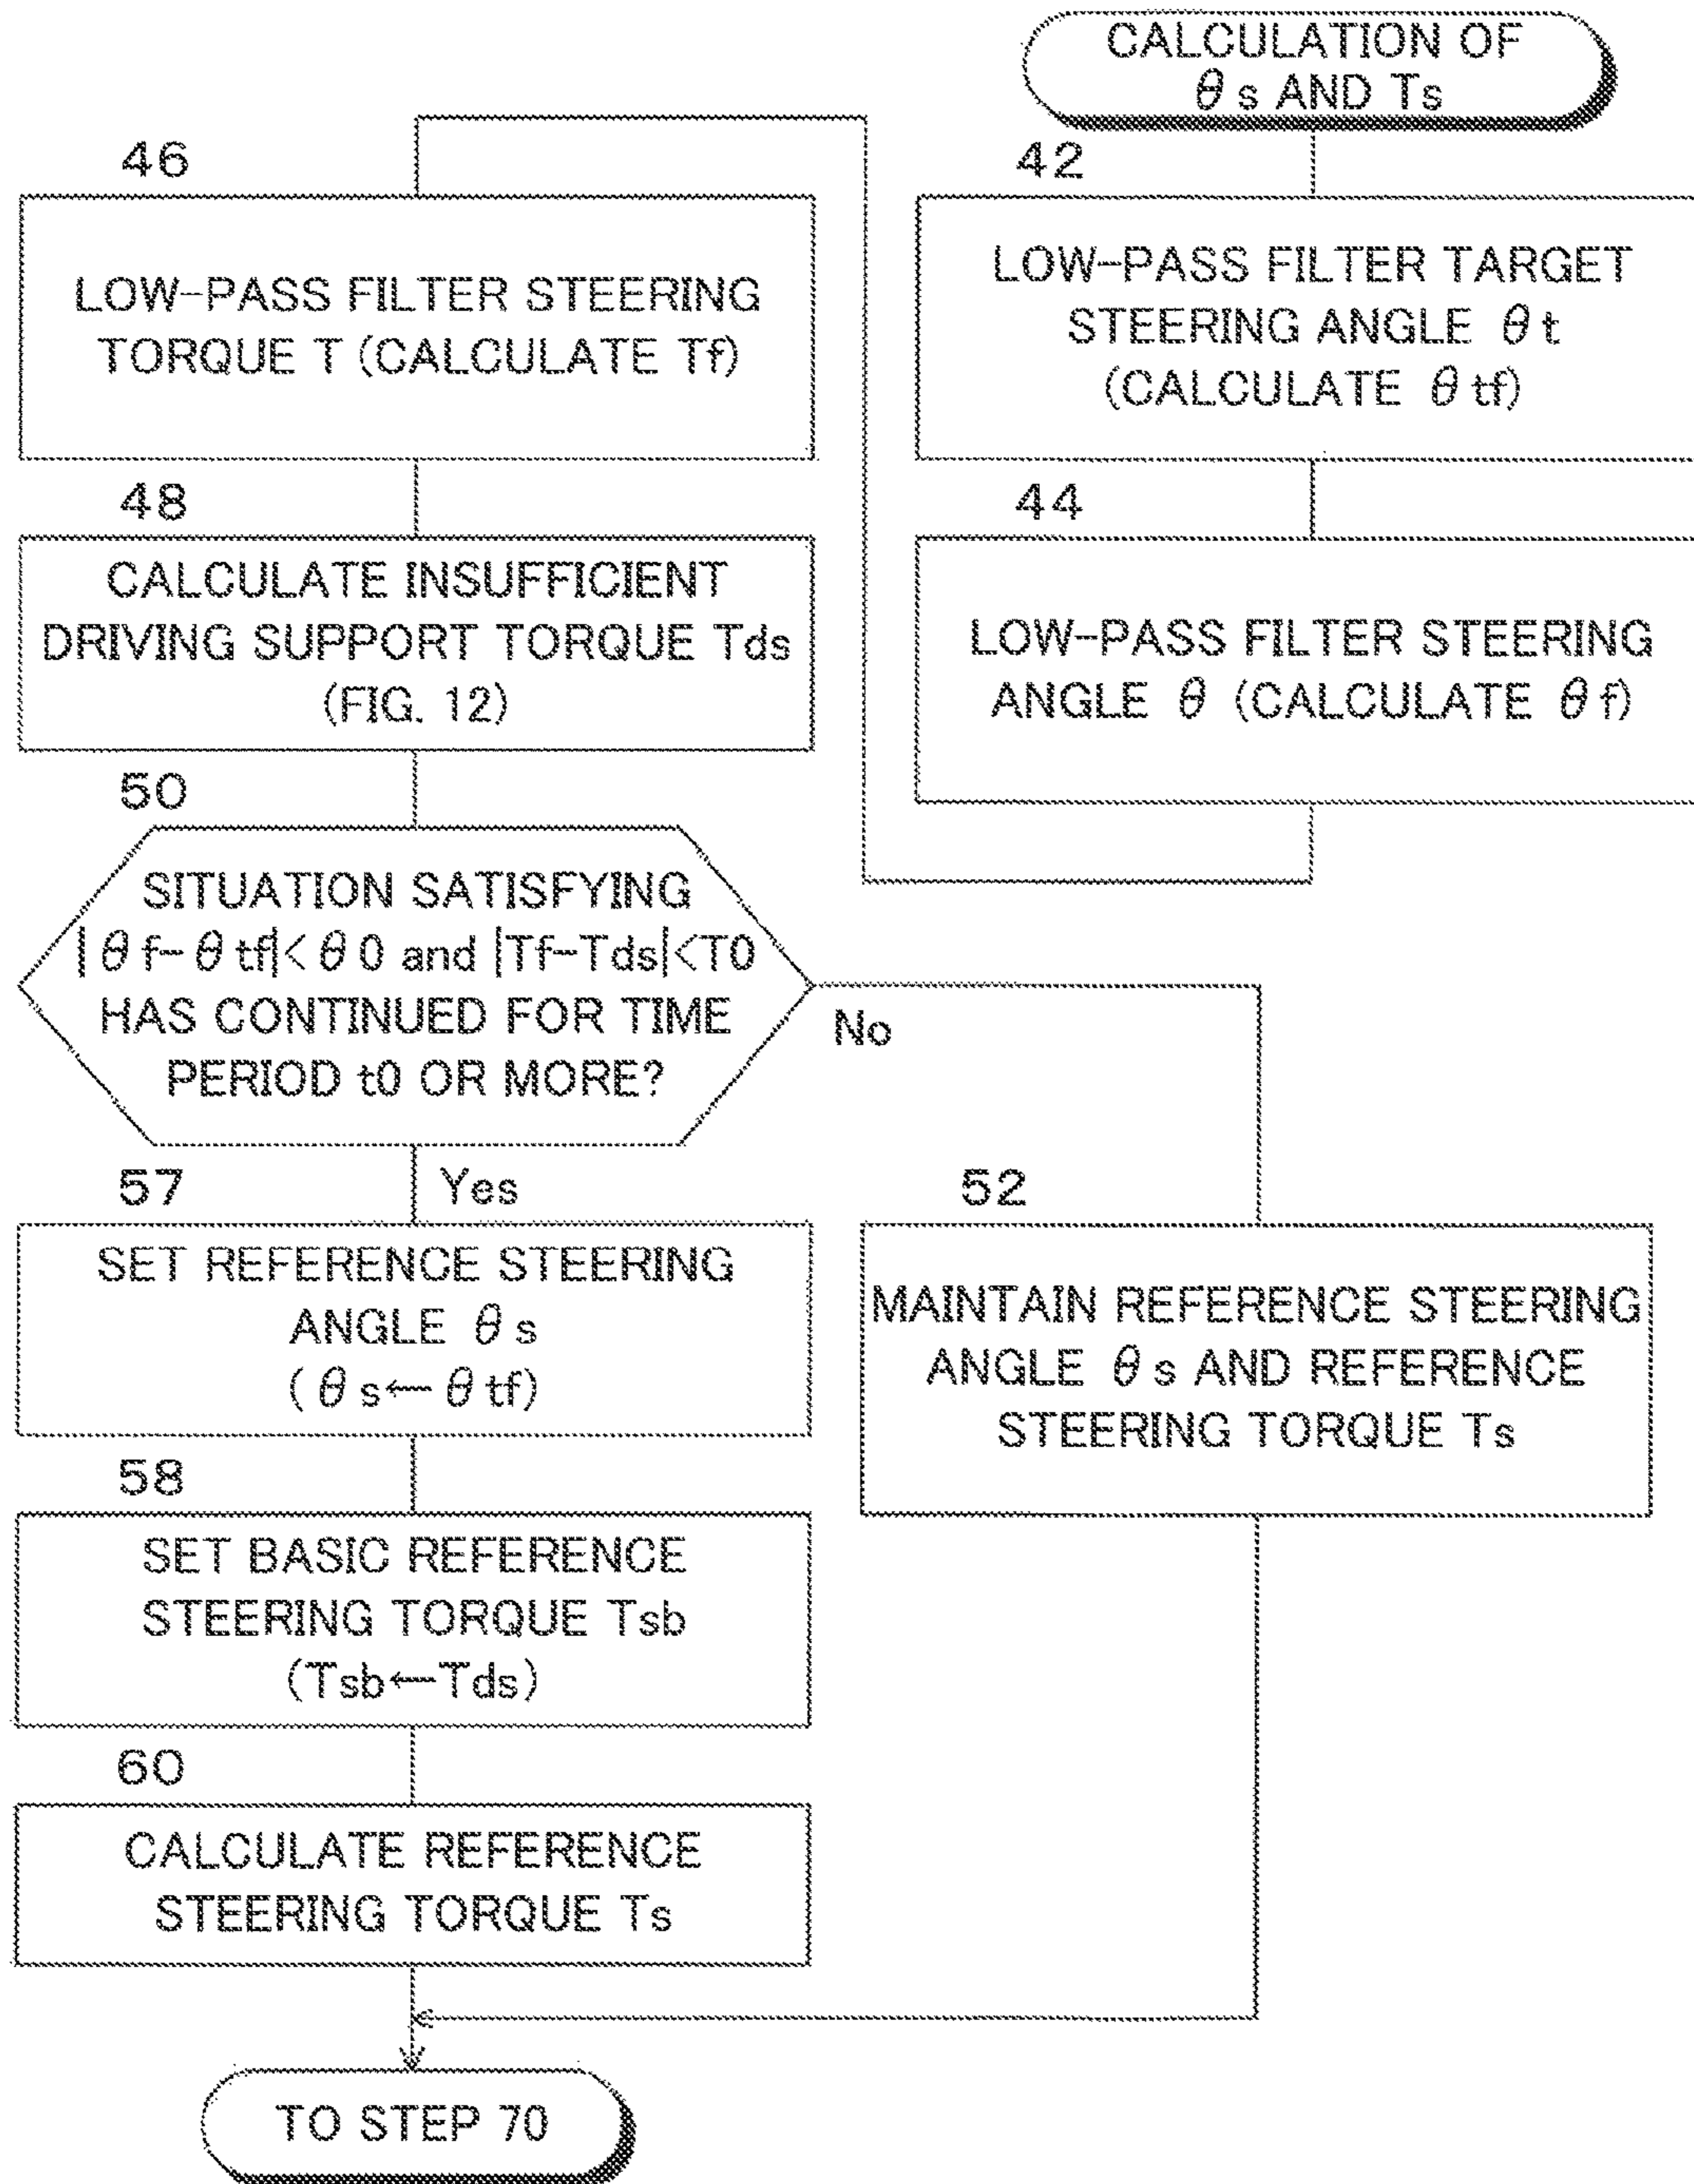 CALCULATION OF
θs AND Ts
42
LOW-PASS FILTER TARGET
STEERING ANGLE θt
(CALCULATE θtf)
44
LOW-PASS FILTER STEERING
ANGLE θ (CALCULATE θf)
46
LOW-PASS FILTER STEERING
TORQUE T (CALCULATE Tf)
48
CALCULATE INSUFFICIENT
DRIVING SUPPORT TORQUE Tds
(FIG. 12)
50
SITUATION SATISFYING
|θf-θtf|<θ0 and |Tf-Tds|<T0
HAS CONTINUED FOR TIME
PERIOD t0 OR MORE?
No
Yes
57
SET REFERENCE STEERING
ANGLE θs
(θs←θtf)
52
MAINTAIN REFERENCE STEERING
ANGLE θs AND REFERENCE
STEERING TORQUE Ts
58
SET BASIC REFERENCE
STEERING TORQUE Tsb
(Tsb←Tds)
60
CALCULATE REFERENCE
STEERING TORQUE Ts
TO STEP 70